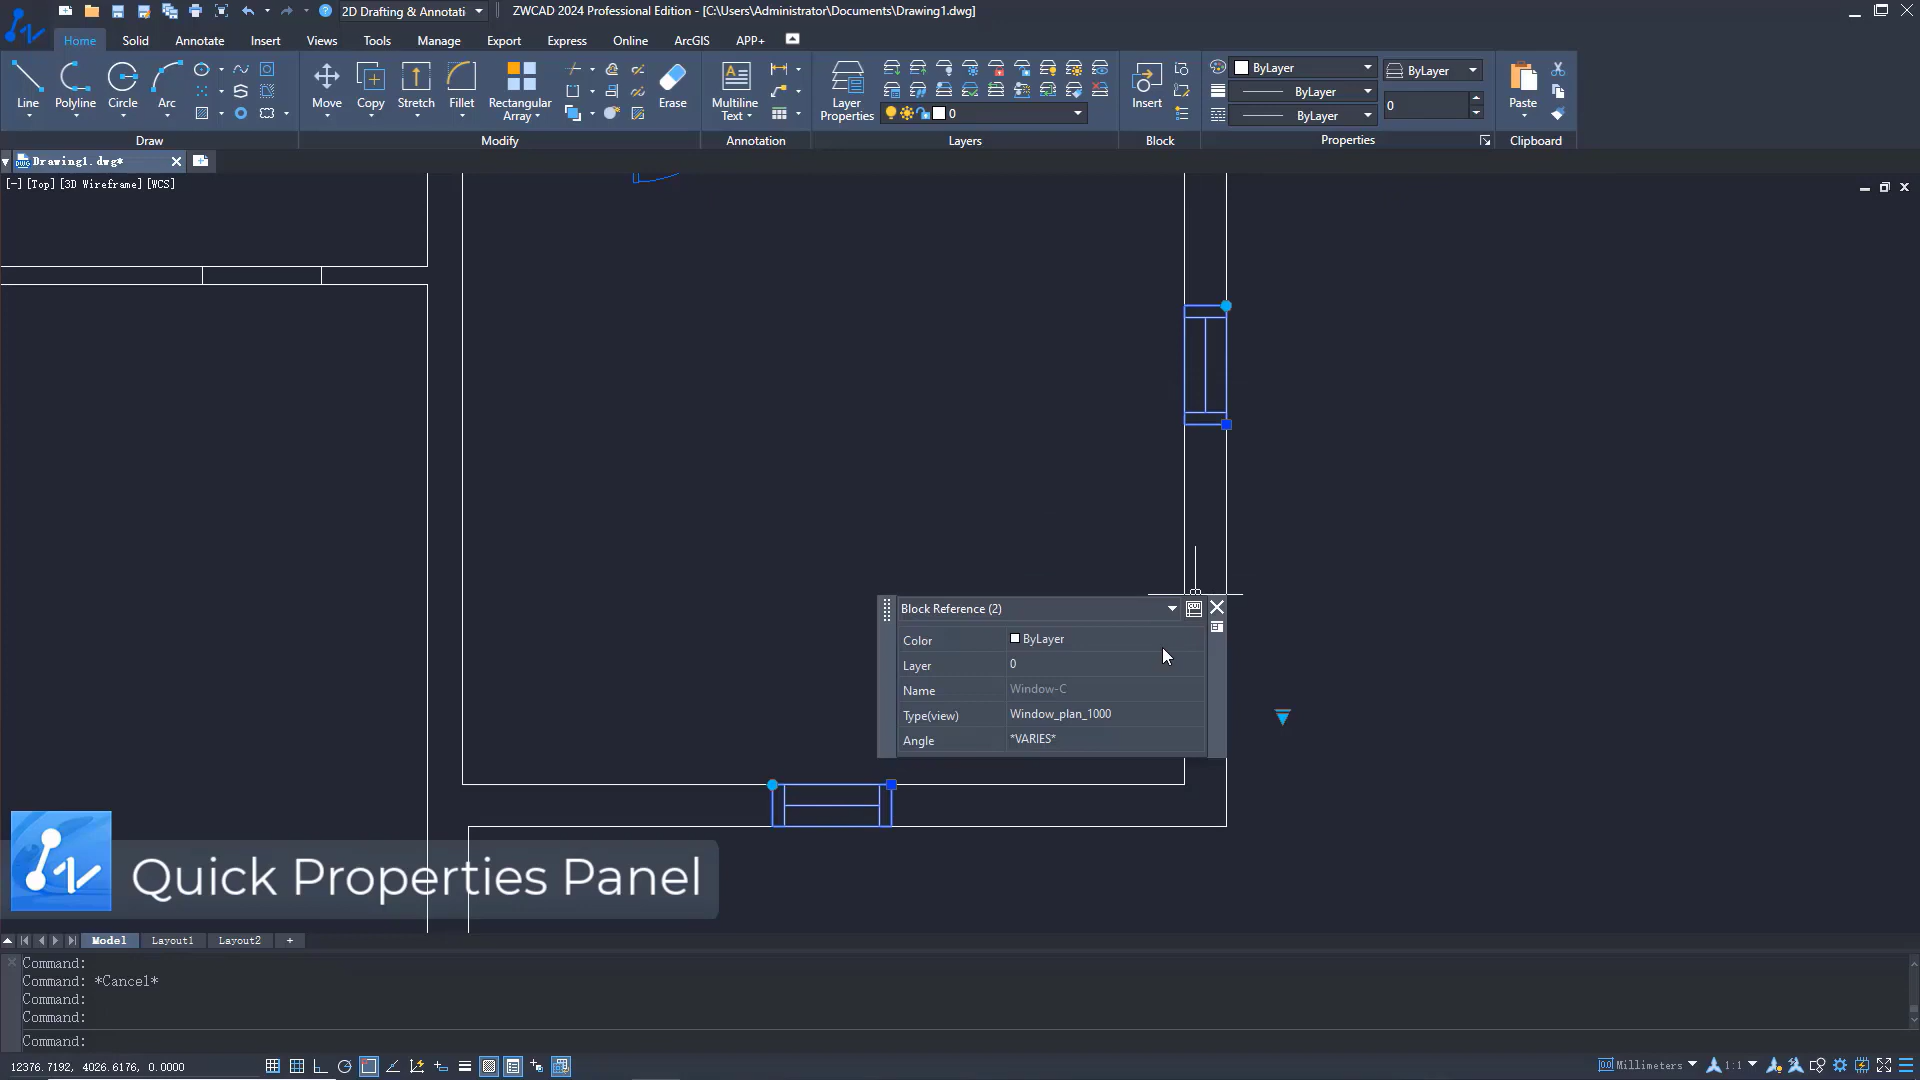 2D Drafting & Annotati
ZWCAD 2024 Professional Edition - [C:\Users\Administrator\Documents\Drawing1.dwg]
Home Solid Annotate Insert Views Tools Manage Export Express Online ArcGIS APP+
Line
Polyline
Circle
Arc
Draw
Move
Copy
Stretch
Fillet
Rectangular
Array
Erase
Modify
Multiline
Text
Annotation
Layer
Properties
0
Layers
Insert
Block
ByLayer
ByLayer
ByLayer
ByLayer
0
Properties
Paste
Clipboard
Drawing1.dwg*
[-] [Top] [3D Wireframe] [WCS]
Block Reference (2)
Color ByLayer
Layer 0
Name Window-C
Type(view) Window_plan_1000
Angle *VARIES*
Quick Properties Panel
Model Layout1 Layout2 +
Command:
Command: *Cancel*
Command:
Command:
Command:
12376.7192, 4026.6176, 0.0000
Millimeters
1:1